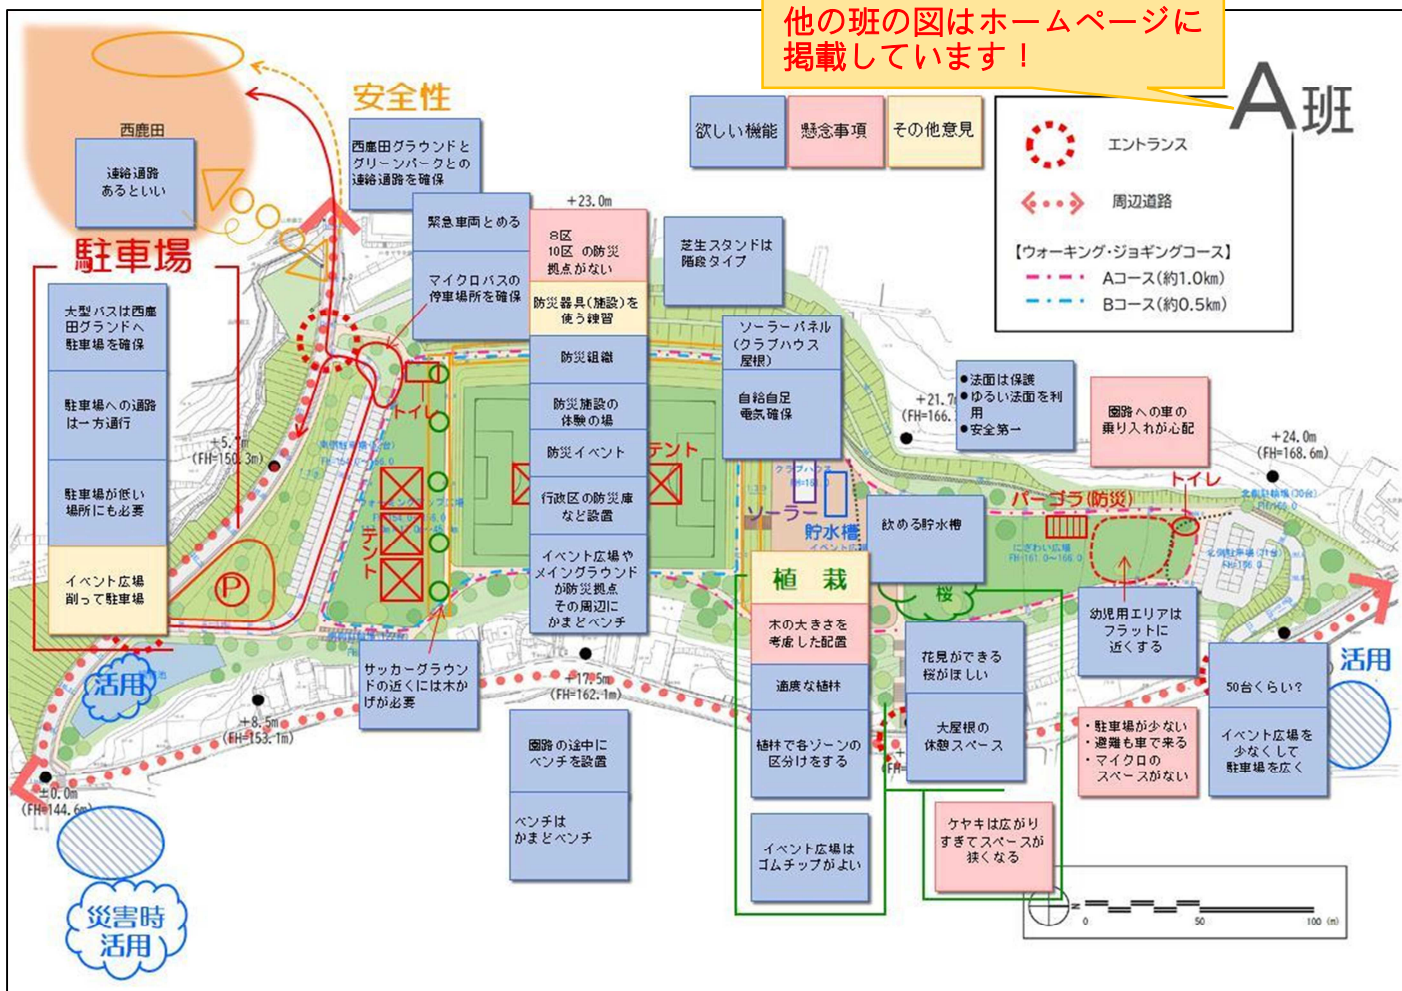 他の班の図はホームページに
掲載しています！
A班
欲しい機能
懸念事項
その他意見
エントランス
周辺道路
【ウォーキング・ジョギングコース】
Aコース(約1.0km)
Bコース(約0.5km)
安全性
西鹿田
連絡通路
あるといい
西鹿田グラウンドと
グリーンパークとの
連絡通路を確保
緊急車両とめる
マイクロバスの
停車場所を確保
駐車場
大型バスは西鹿
田グランドへ
駐車場を確保
駐車場への通路
は一方通行
駐車場が低い
場所にも必要
イベント広場
削って駐車場
P
+23.0m
8区
10区 の防災
拠点がない
防災器具(施設)を
使う練習
防災組織
防災施設の
体験の場
防災イベント
行政区の防災庫
など設置
イベント広場や
メイングラウンド
が防災拠点
その周辺に
かまどベンチ
芝生スタンドは
階段タイプ
ソーラーパネル
(クラブハウス
屋根)
自給自足
電気確保
●法面は保護
●ゆるい法面を利
用
●安全第一
園路への車の
乗り入れが心配
+24.0m
(FH=168.6m)
トイレ
テント
テント
クラブハウス
ソーラー
貯水槽
飲める貯水槽
パーゴラ(防災)
トイレ
にぎわい広場
FH=161.0～166.0
幼児用エリアは
フラットに
近くする
植 栽
木の大きさを
考慮した配置
適度な植林
植林で各ゾーンの
区分けをする
イベント広場は
ゴムチップがよい
桜
花見ができる
桜がほしい
大屋根の
休憩スペース
ケヤキは広がり
すぎてスペースが
狭くなる
・駐車場が少ない
・避難も車で来る
・マイクロの
スペースがない
50台くらい？
イベント広場を
少なくして
駐車場を広く
活用
サッカーグラウン
ドの近くには木か
げが必要
園路の途中に
ベンチを設置
ベンチは
かまどベンチ
+17.5m
(FH=162.1m)
+8.5m
(FH=153.1m)
±0.0m
(FH=144.6m)
活用
災害時
活用
N
0
50
100 (m)